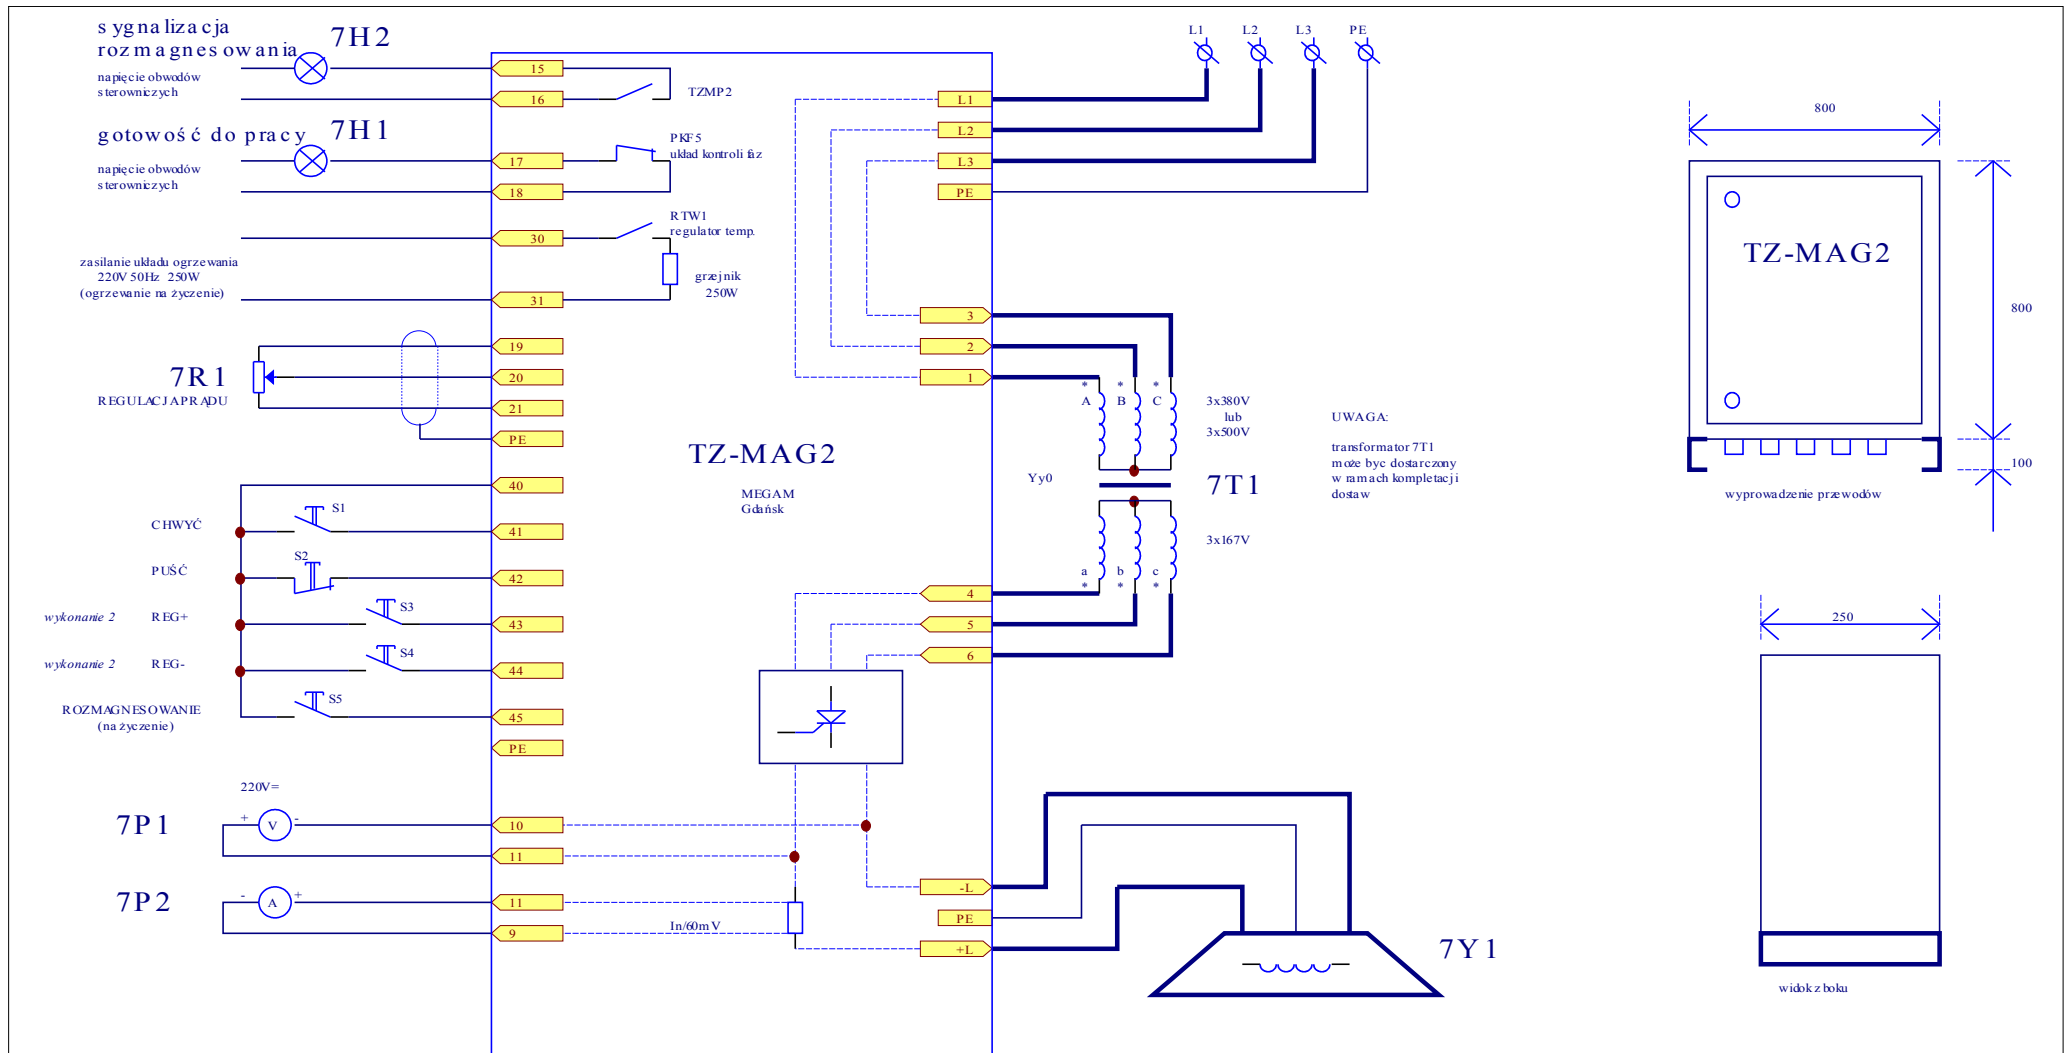 sygnalizacja
rozmagnesowania
7H2
napięcie obwodów
sterowniczych
15
16
TZMP2
gotowość do pracy
7H1
napięcie obwodów
sterowniczych
17
18
PKF5
układ kontroli faz
RTW1
regulator temp.
30
zasilanie układu ogrzewania
220V 50Hz 250W
(ogrzewanie na życzenie)
31
grzejnik
250W
7R1
REGULACJA PRĄDU
19
20
21
PE
40
CHWYĆ
S1
41
PUŚĆ
S2
42
wykonanie 2 REG+
S3
43
wykonanie 2 REG-
S4
44
ROZMAGNESOWANIE
(na życzenie)
S5
45
PE
220V=
7P1
+ V -
10
11
7P2
- A +
11
9
In/60mV
TZ-MAG2
MEGAM
Gdańsk
L1 L2 L3 PE
L1
L2
L3
PE
3
2
1
* * *
A B C
3x380V
lub
3x500V
Yy0
7T1
3x167V
a b c
* * *
4
5
6
UWAGA:
transformator 7T1
może byc dostarczony
w ramach kompletacji
dostaw
-L
PE
+L
7Y1
800
TZ-MAG2
800
100
wyprowadzenie przewodów
250
widok z boku